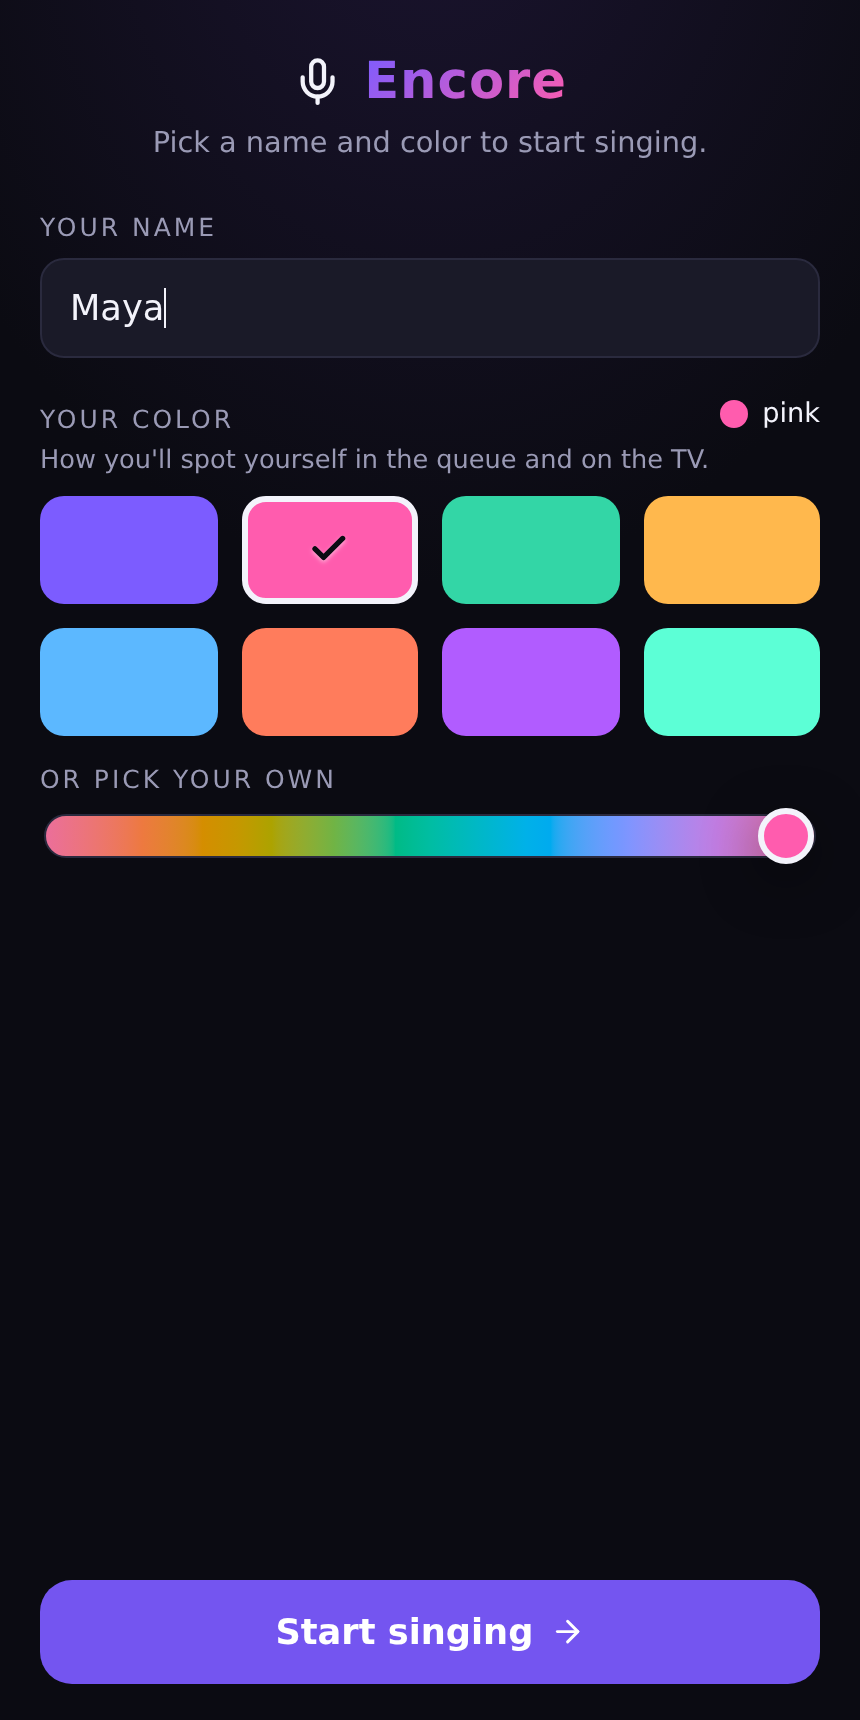 Encore
Pick a name and color to start singing.
YOUR NAME
Maya
YOUR COLOR
pink
How you'll spot yourself in the queue and on the TV.
OR PICK YOUR OWN
Start singing →